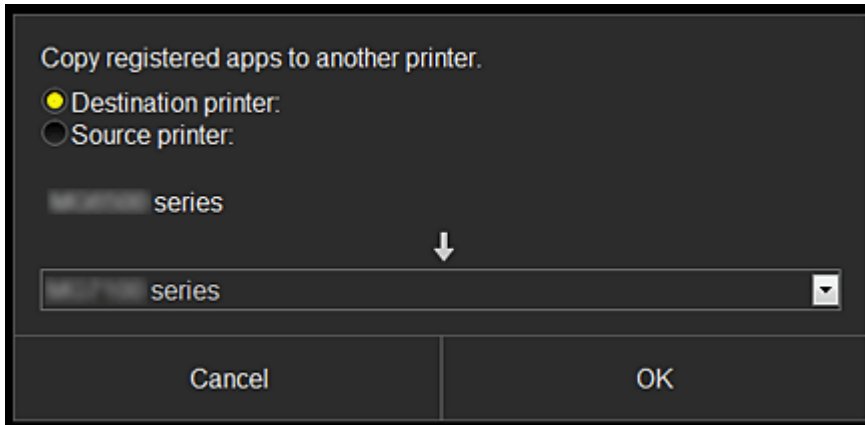 Copy registered apps to another printer.
Destination printer:
Source printer:
series
series
Cancel
OK